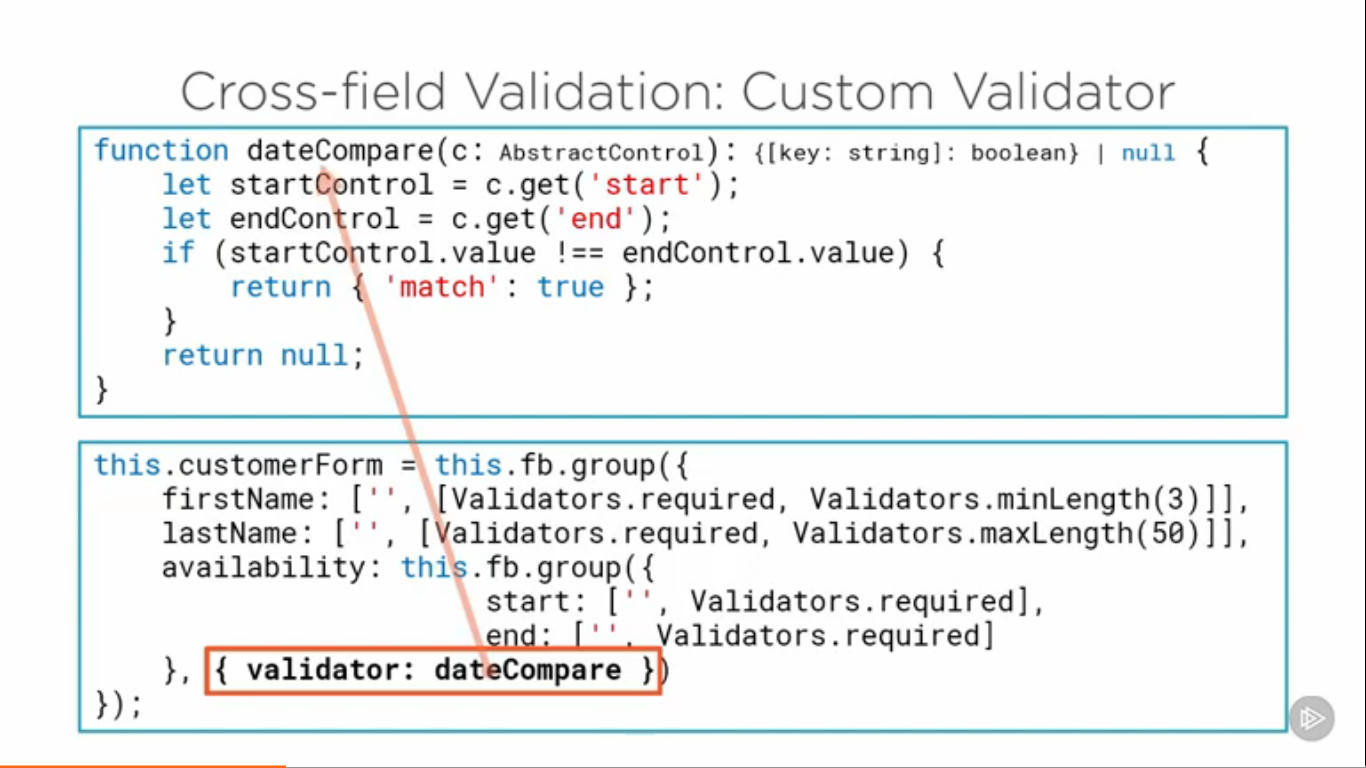 Cross-field Validation: Custom Validator
function dateCompare(c: AbstractControl): {[key: string]: boolean} | null {
    let startControl = c.get('start');
    let endControl = c.get('end');
    if (startControl.value !== endControl.value) {
        return { 'match': true };
    }
    return null;
}
this.customerForm = this.fb.group({
    firstName: ['', [Validators.required, Validators.minLength(3)]],
    lastName: ['', [Validators.required, Validators.maxLength(50)]],
    availability: this.fb.group({
                       start: ['', Validators.required],
                       end: ['', Validators.required]
    }, { validator: dateCompare })
});